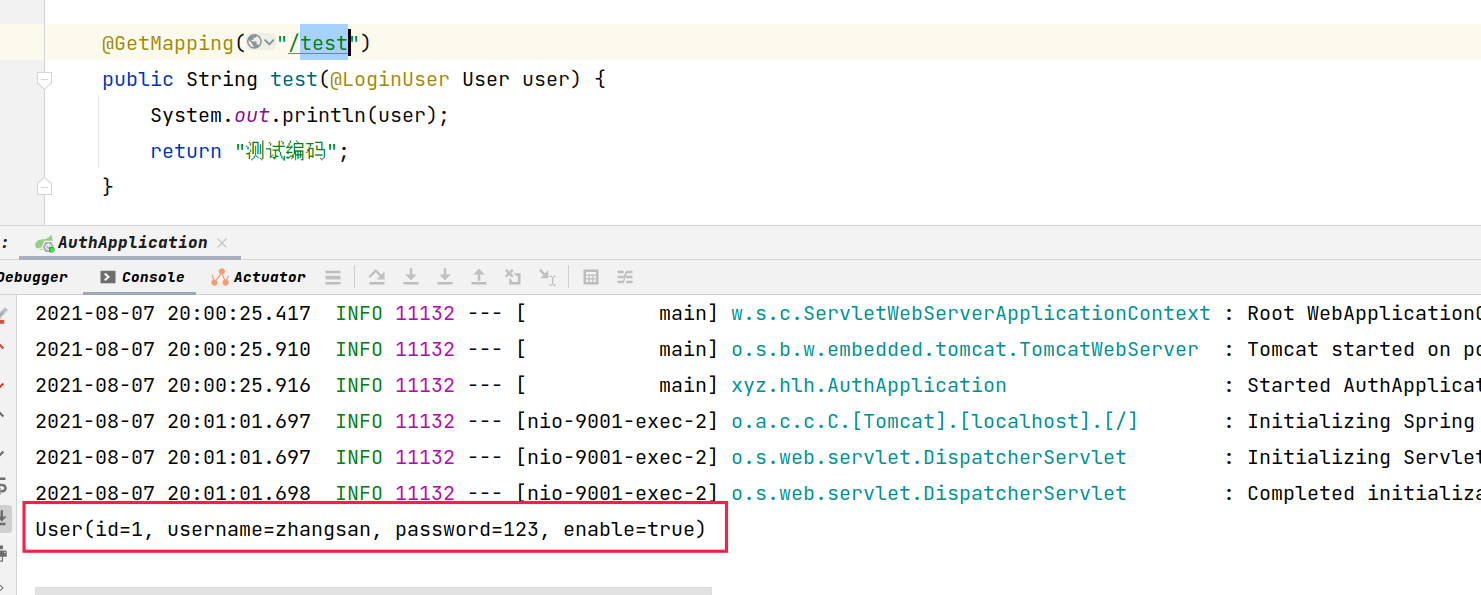 @GetMapping("/test")
public String test(@LoginUser User user) {
System.out.println(user);
return "测试编码";
}
: AuthApplication
Debugger Console Actuator
2021-08-07 20:00:25.417 INFO 11132 --- [ main] w.s.c.ServletWebServerApplicationContext : Root WebApplicationC
2021-08-07 20:00:25.910 INFO 11132 --- [ main] o.s.b.w.embedded.tomcat.TomcatWebServer : Tomcat started on po
2021-08-07 20:00:25.916 INFO 11132 --- [ main] xyz.hlh.AuthApplication : Started AuthApplicat
2021-08-07 20:01:01.697 INFO 11132 --- [nio-9001-exec-2] o.a.c.c.C.[Tomcat].[localhost].[/] : Initializing Spring
2021-08-07 20:01:01.697 INFO 11132 --- [nio-9001-exec-2] o.s.web.servlet.DispatcherServlet : Initializing Servlet
2021-08-07 20:01:01.698 INFO 11132 --- [nio-9001-exec-2] o.s.web.servlet.DispatcherServlet : Completed initializa
User(id=1, username=zhangsan, password=123, enable=true)